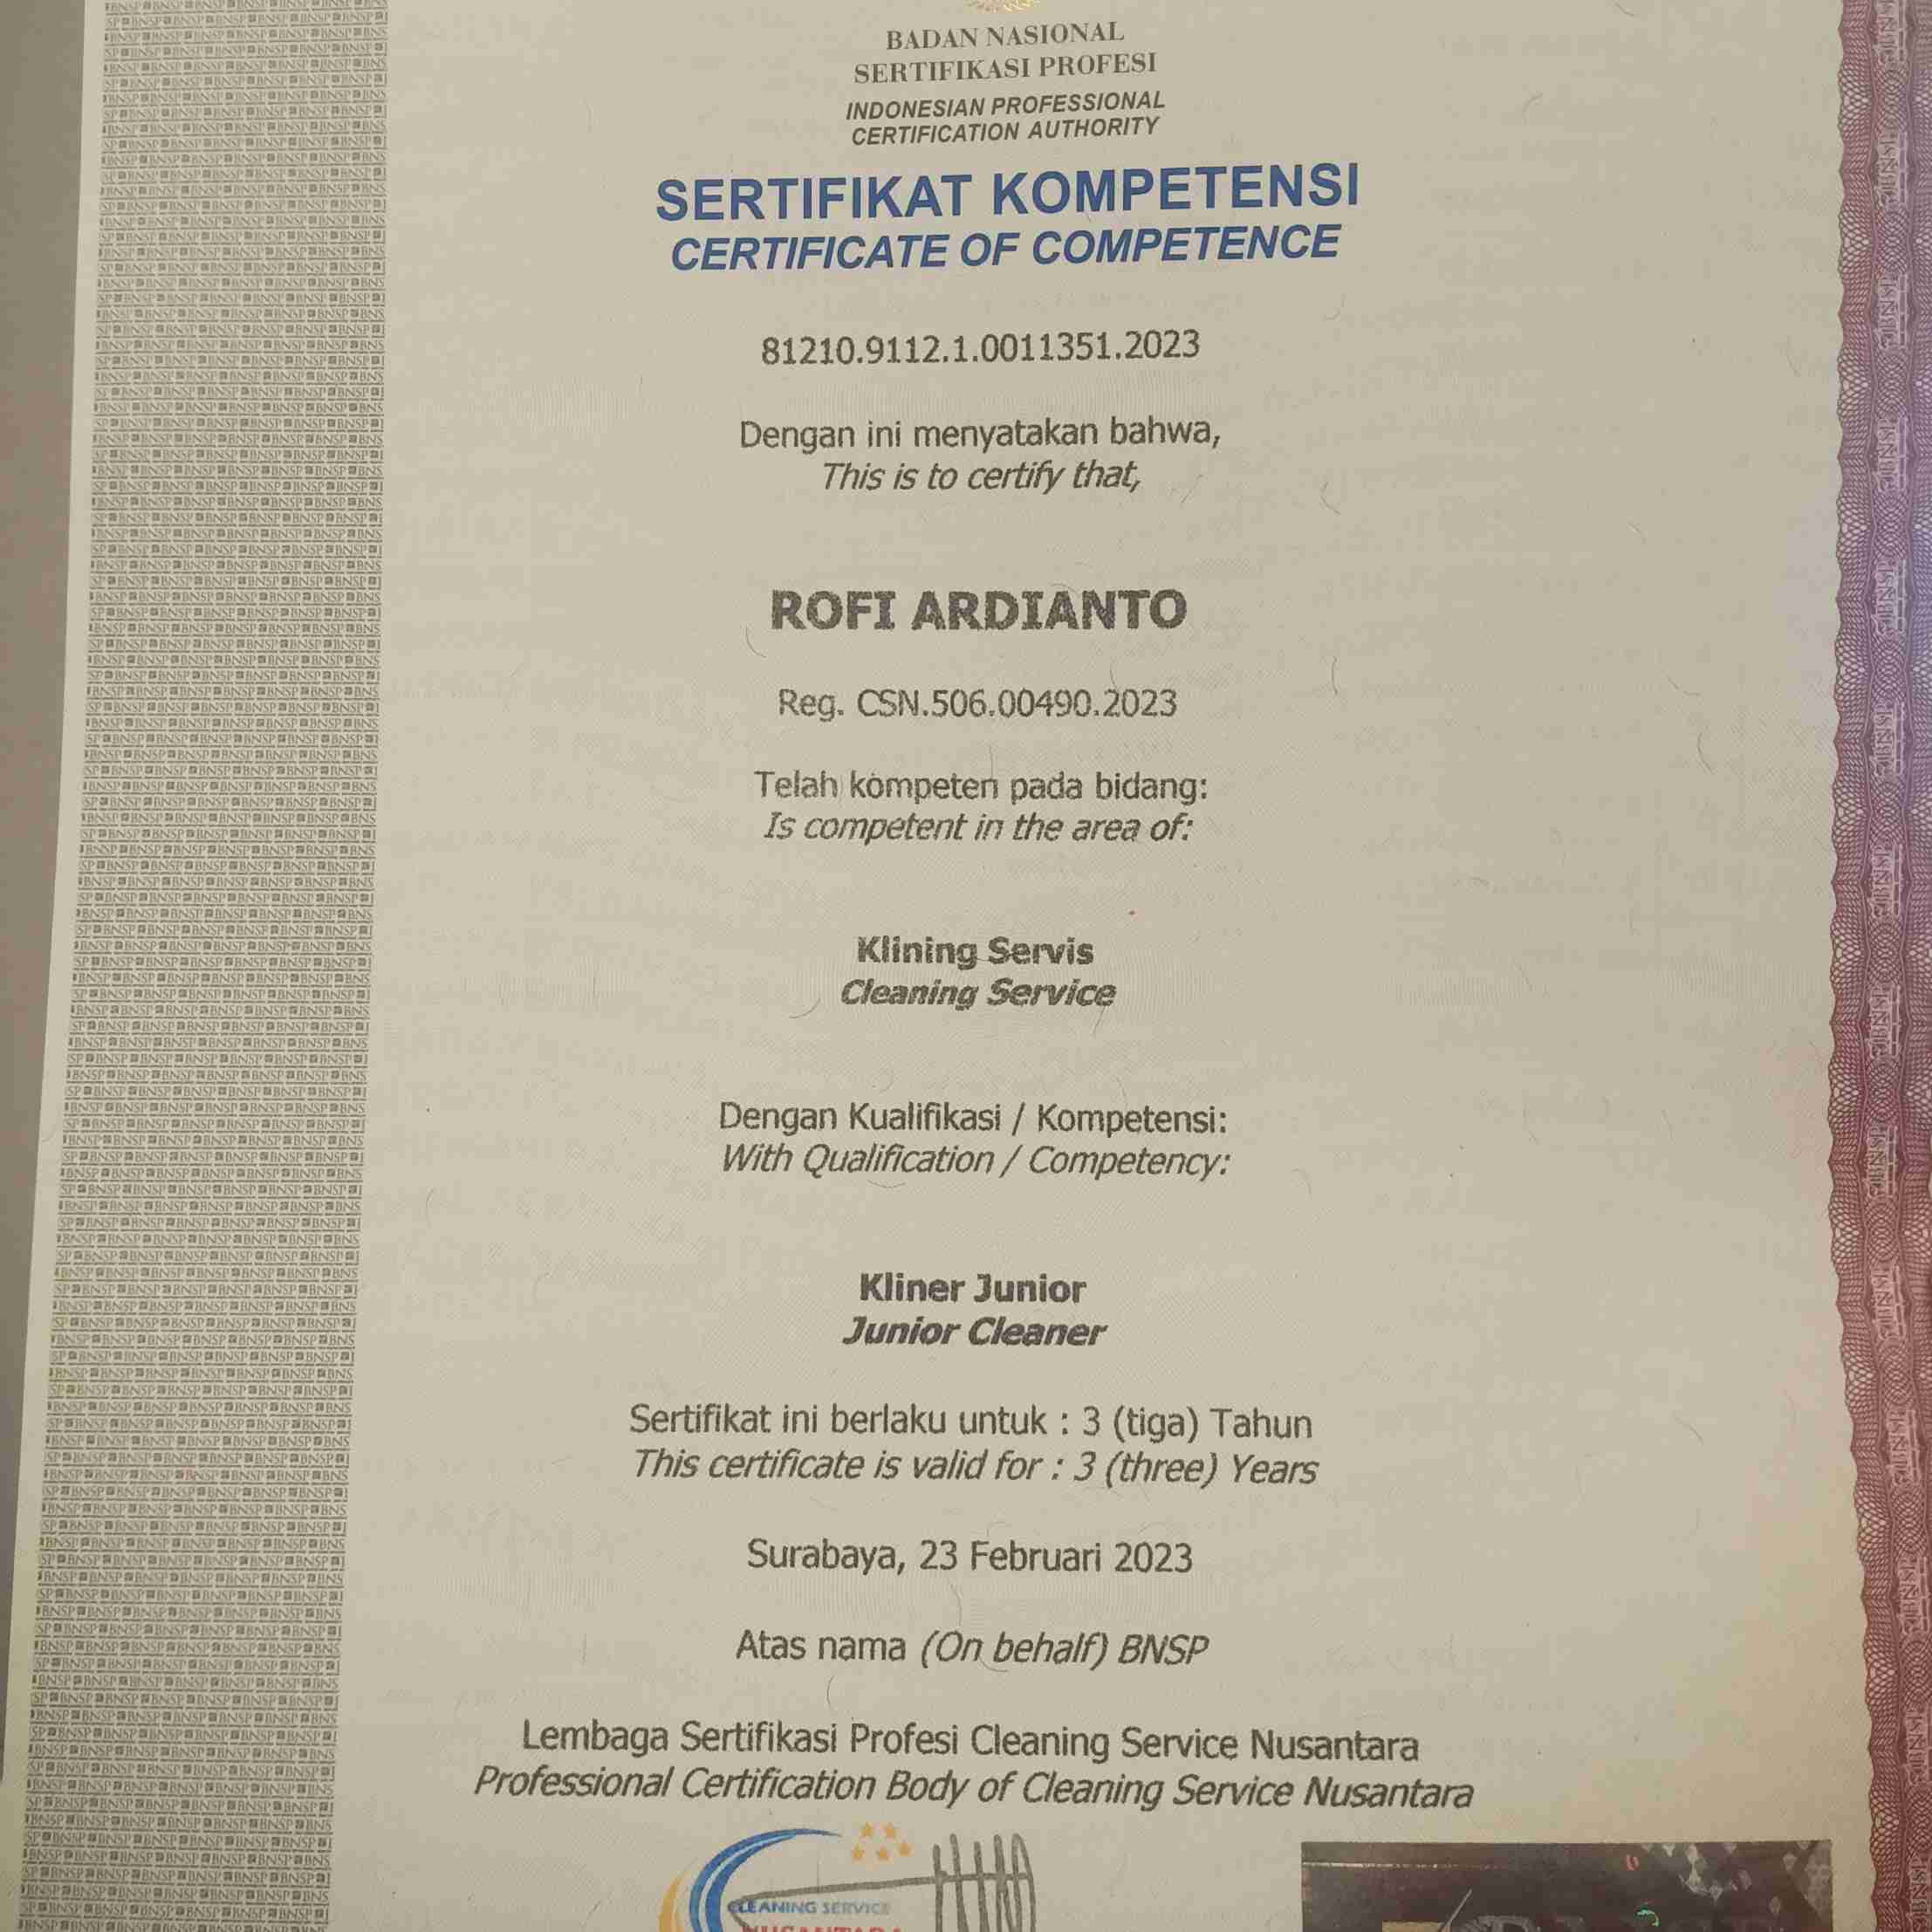 BADAN NASIONAL
SERTIFIKASI PROFESI
INDONESIAN PROFESSIONAL
CERTIFICATION AUTHORITY
SERTIFIKAT KOMPETENSI
CERTIFICATE OF COMPETENCE
81210.9112.1.0011351.2023
Dengan ini menyatakan bahwa,
This is to certify that,
ROFI ARDIANTO
Reg. CSN.506.00490.2023
Telah kompeten pada bidang:
Is competent in the area of:
Klining Servis
Cleaning Service
Dengan Kualifikasi / Kompetensi:
With Qualification / Competency:
Kliner Junior
Junior Cleaner
Sertifikat ini berlaku untuk : 3 (tiga) Tahun
This certificate is valid for : 3 (three) Years
Surabaya, 23 Februari 2023
Atas nama (On behalf) BNSP
Lembaga Sertifikasi Profesi Cleaning Service Nusantara
Professional Certification Body of Cleaning Service Nusantara
CLEANING SERVICE
NUSANTARA